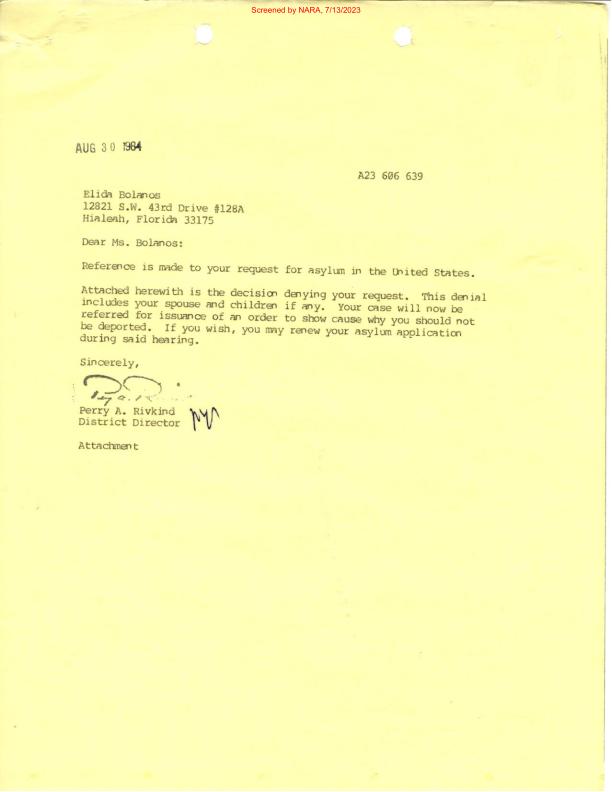 Screened by NARA, 7/13/2023
AUG 30 1984
A23 606 639
Elida Bolanos
12821 S.W. 43rd Drive #128A
Hialeah, Florida 33175
Dear Ms. Bolanos:
Reference is made to your request for asylum in the United States.
Attached herewith is the decision denying your request. This denial
includes your spouse and children if any. Your case will now be
referred for issuance of an order to show cause why you should not
be deported. If you wish, you may renew your asylum application
during said hearing.
Sincerely,
Perry A. Rivkind
District Director
Attachment